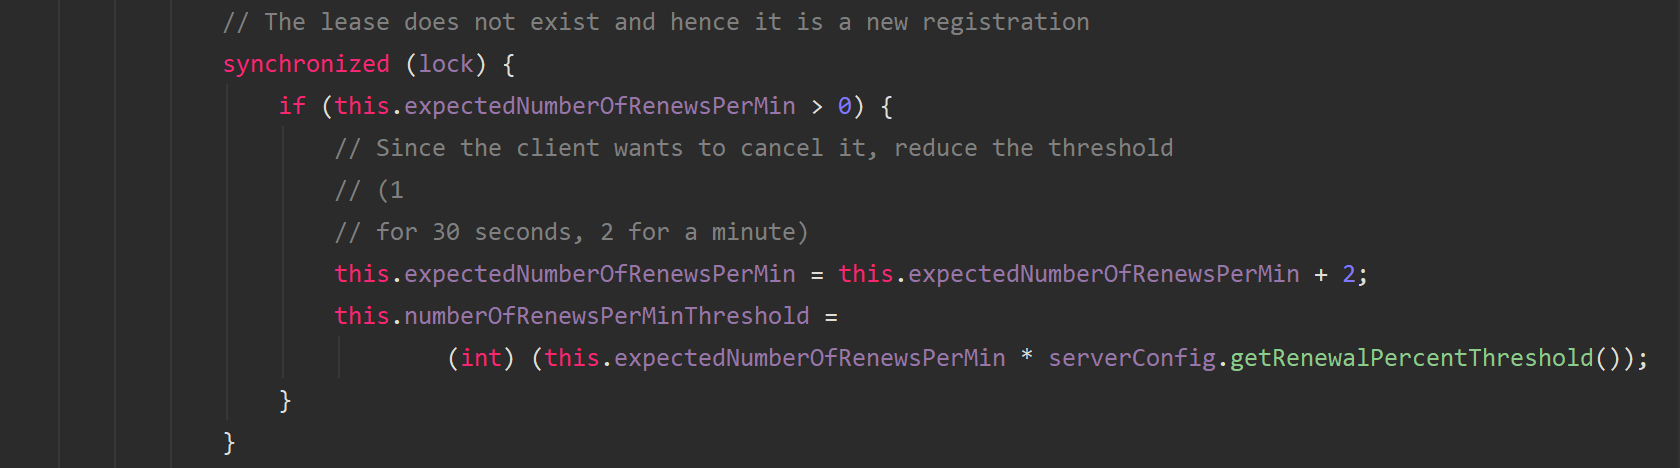 // The lease does not exist and hence it is a new registration
synchronized (lock) {
if (this.expectedNumberOfRenewsPerMin > 0) {
// Since the client wants to cancel it, reduce the threshold
// (1
// for 30 seconds, 2 for a minute)
this.expectedNumberOfRenewsPerMin = this.expectedNumberOfRenewsPerMin + 2;
this.numberOfRenewsPerMinThreshold =
(int) (this.expectedNumberOfRenewsPerMin * serverConfig.getRenewalPercentThreshold());
}
}